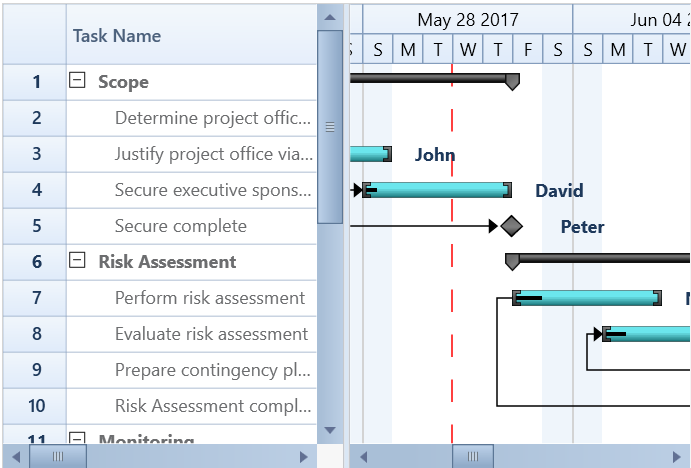 Task Name
May 28 2017
Jun 04 2
S M T W T F S S M T W
1 Scope
2 Determine project offic...
3 Justify project office via... John
4 Secure executive spons... David
5 Secure complete Peter
6 Risk Assessment
7 Perform risk assessment
8 Evaluate risk assessment
9 Prepare contingency pl...
10 Risk Assessment compl...
11 Monitoring